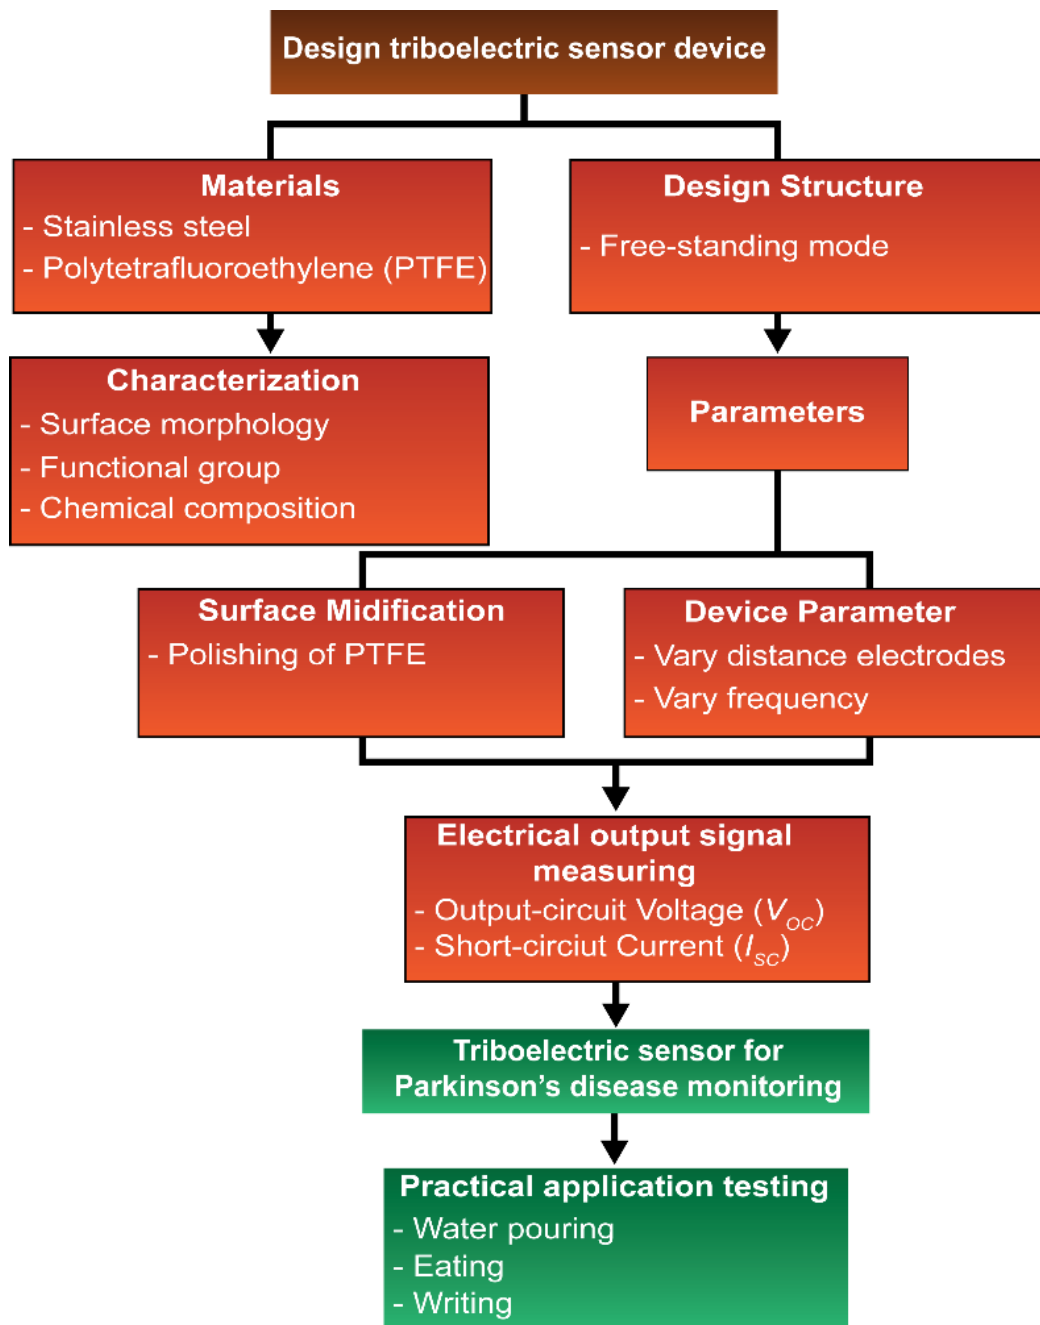 Design triboelectric sensor device
Materials
- Stainless steel
- Polytetrafluoroethylene (PTFE)
Design Structure
- Free-standing mode
Characterization
- Surface morphology
- Functional group
- Chemical composition
Parameters
Surface Midification
- Polishing of PTFE
Device Parameter
- Vary distance electrodes
- Vary frequency
Electrical output signal
measuring
- Output-circuit Voltage (VOC)
- Short-circiut Current (ISC)
Triboelectric sensor for
Parkinson's disease monitoring
Practical application testing
- Water pouring
- Eating
- Writing